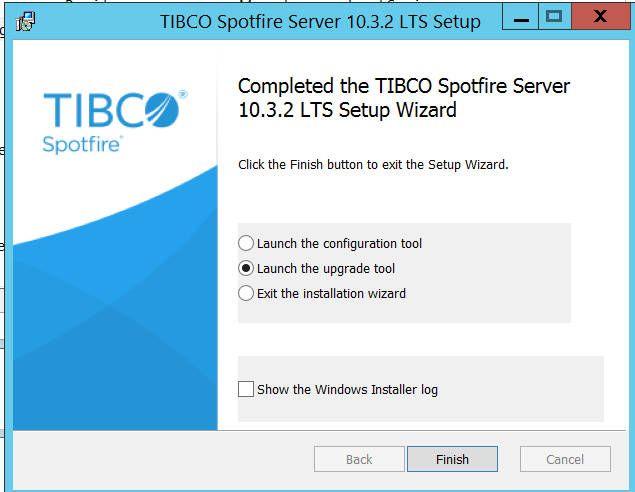 TIBCO Spotfire Server 10.3.2 LTS Setup
X
TIBCO®
Spotfire®
Completed the TIBCO Spotfire Server
10.3.2 LTS Setup Wizard
Click the Finish button to exit the Setup Wizard.
Launch the configuration tool
Launch the upgrade tool
Exit the installation wizard
Show the Windows Installer log
Back
Finish
Cancel